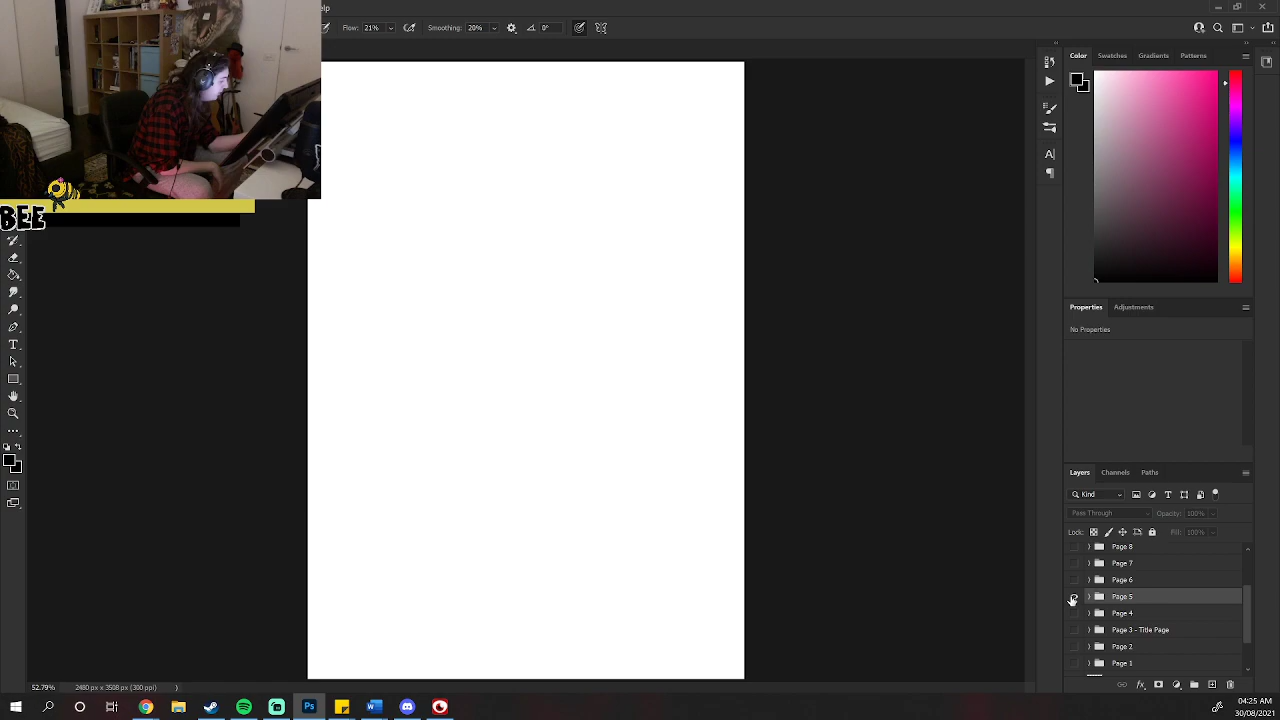 elp
Flow: 21%
Smoothing: 20%
0°
BEE
Color
Swatches
Gradients
Patterns
Properties
Adjustments
No Properties
Layers
Channels
Paths
Kind
Pass Through
Opacity: 100%
Lock:
Fill: 100%
Page 8
Page 7
Page 6
Page 5
Page 4
Page 3 - Title Page
Page 2
Page 1
52.79%
2480 px x 3508 px (300 ppi)
04:25 AM
30/08/2021